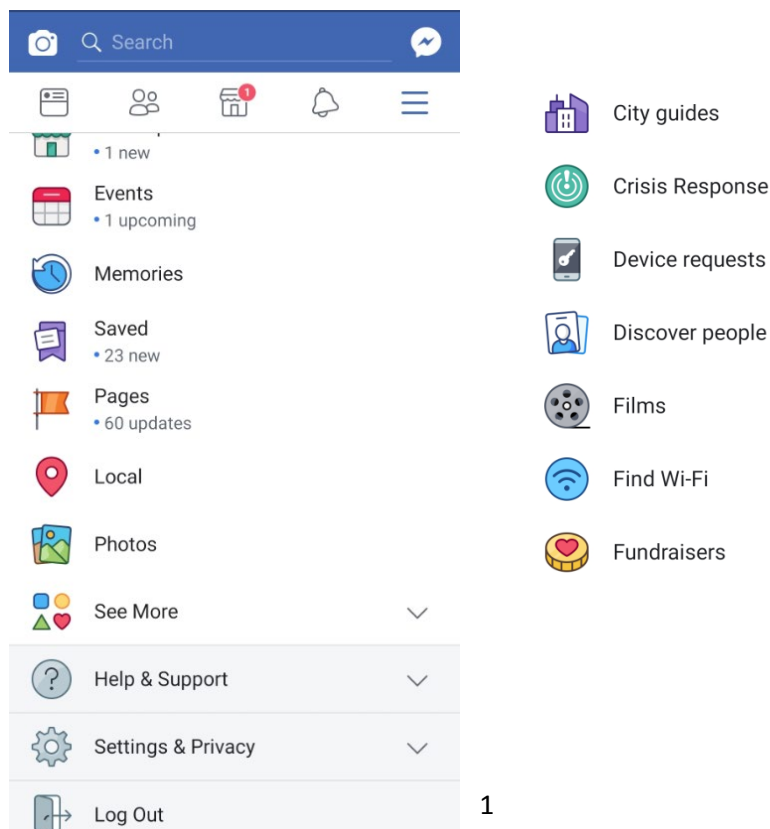 Search
1
• 1 new
Events
• 1 upcoming
Memories
Saved
• 23 new
Pages
• 60 updates
Local
Photos
See More
Help & Support
Settings & Privacy
Log Out
City guides
Crisis Response
Device requests
Discover people
Films
Find Wi-Fi
Fundraisers
1